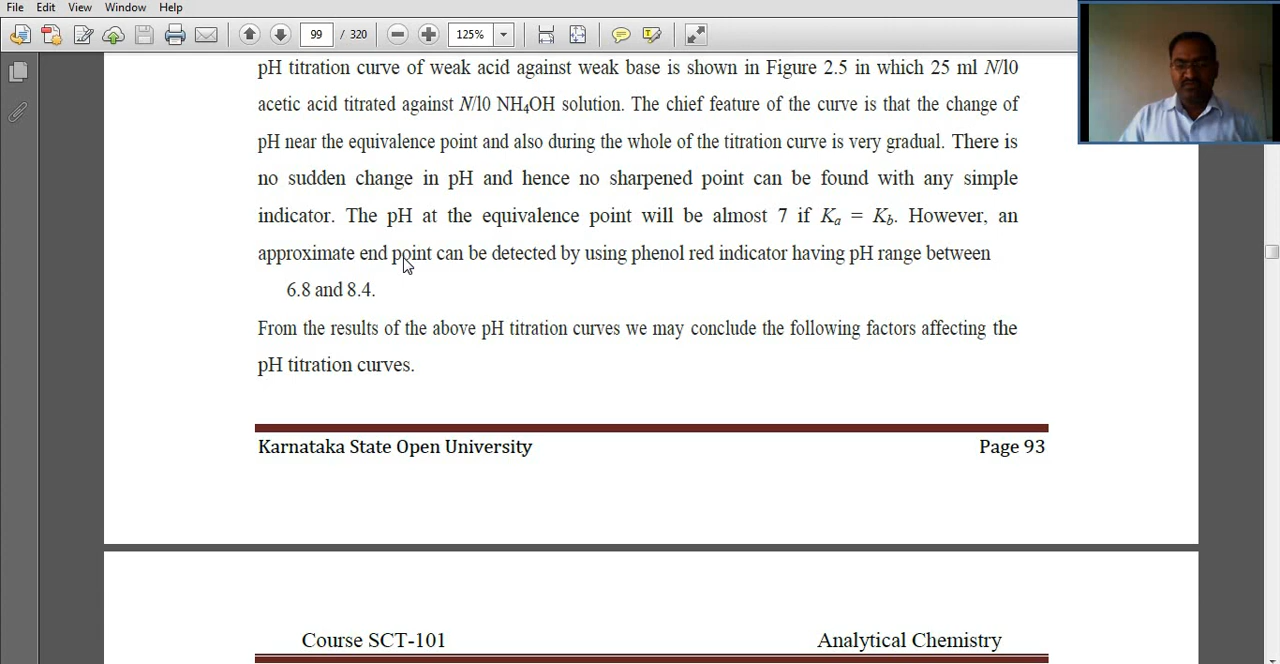 File Edit View Window Help
99 / 320 125%
pH titration curve of weak acid against weak base is shown in Figure 2.5 in which 25 ml N/l0
acetic acid titrated against N/l0 NH₄OH solution. The chief feature of the curve is that the change of
pH near the equivalence point and also during the whole of the titration curve is very gradual. There is
no sudden change in pH and hence no sharpened point can be found with any simple
indicator. The pH at the equivalence point will be almost 7 if Kₐ = K_b. However, an
approximate end point can be detected by using phenol red indicator having pH range between
6.8 and 8.4.
From the results of the above pH titration curves we may conclude the following factors affecting the
pH titration curves.
Karnataka State Open University Page 93
Course SCT-101 Analytical Chemistry